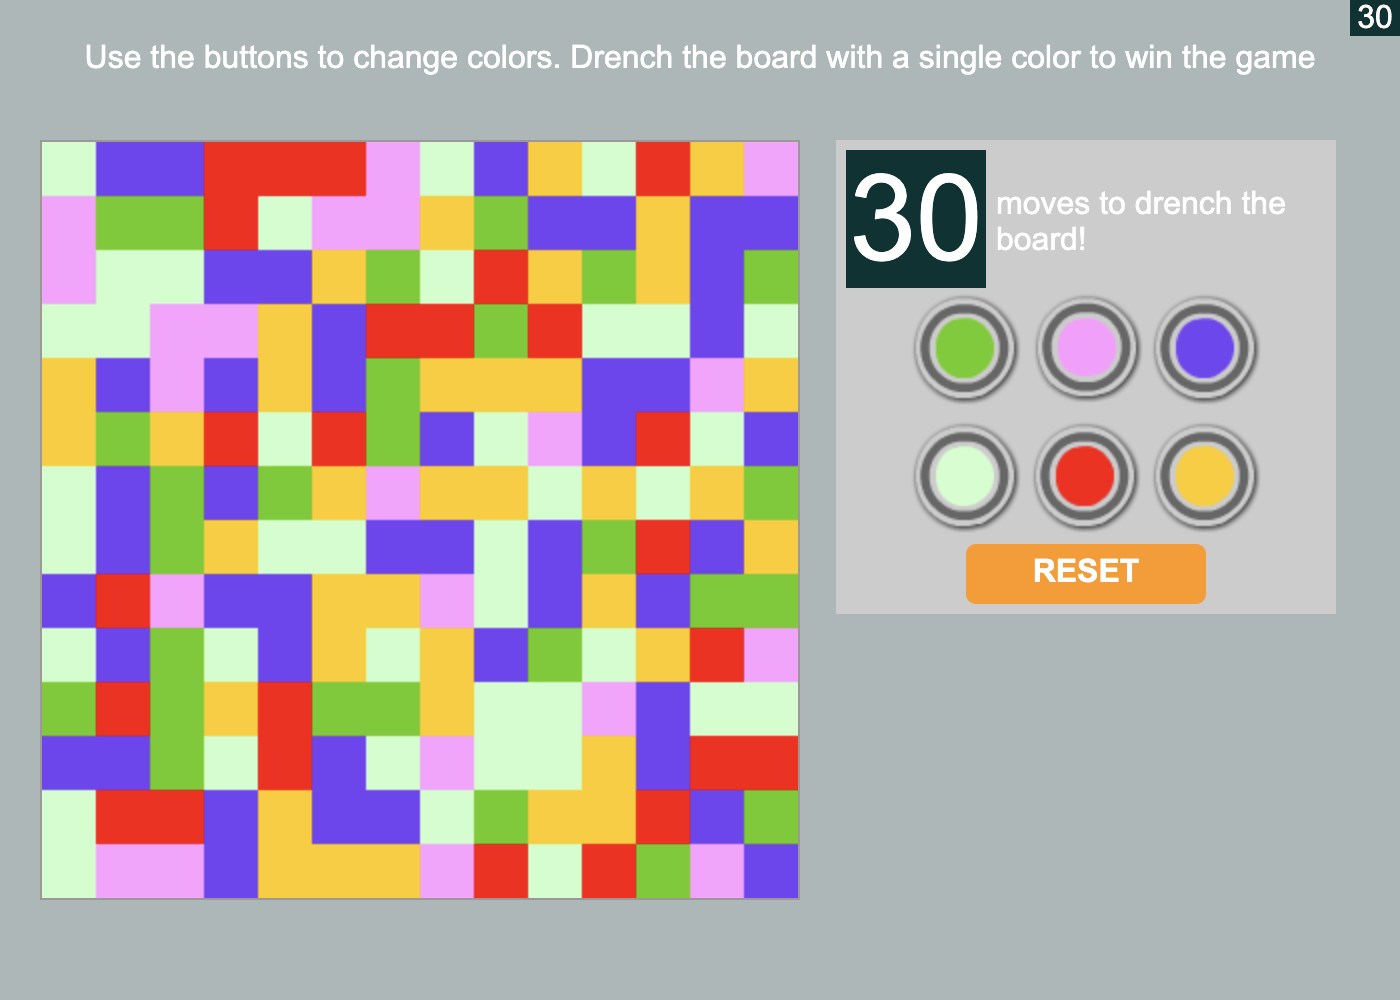 30
Use the buttons to change colors. Drench the board with a single color to win the game
30
moves to drench the
board!
RESET